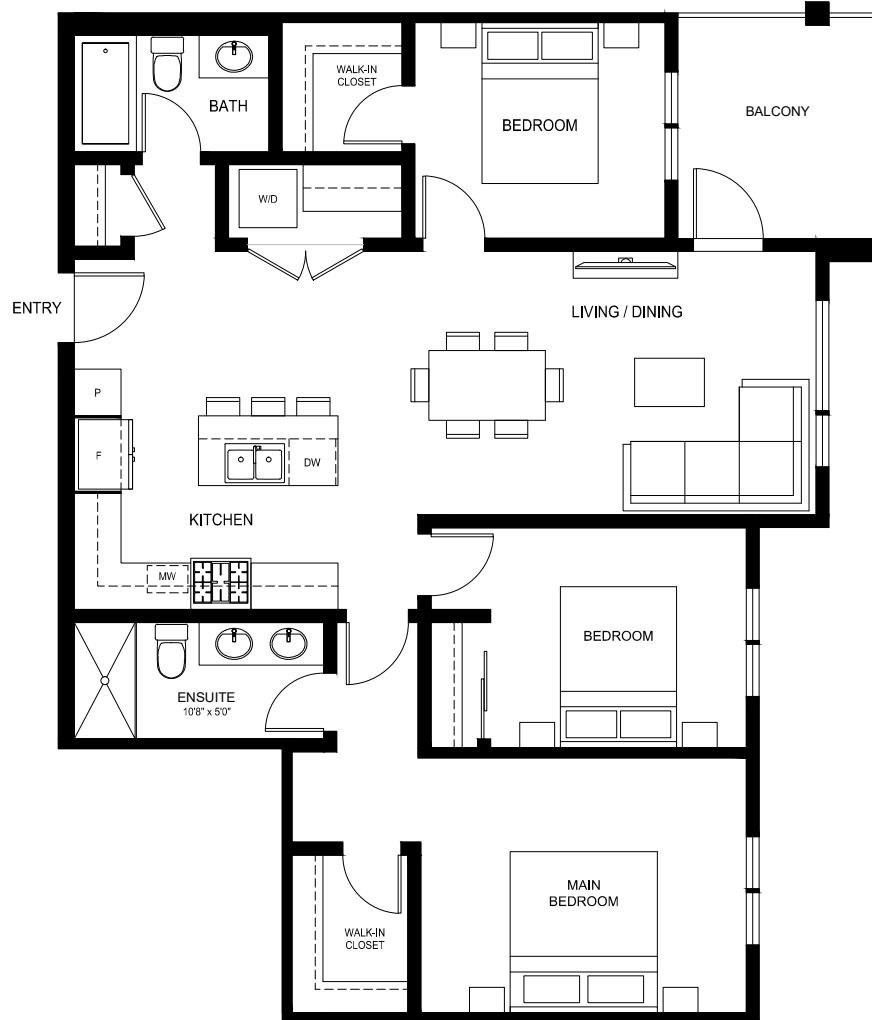 WALK-IN
CLOSET
BATH
BEDROOM
BALCONY
W/D
ENTRY
LIVING / DINING
P
F
DW
KITCHEN
MW
BEDROOM
ENSUITE
10'8" x 5'0"
MAIN
BEDROOM
WALK-IN
CLOSET